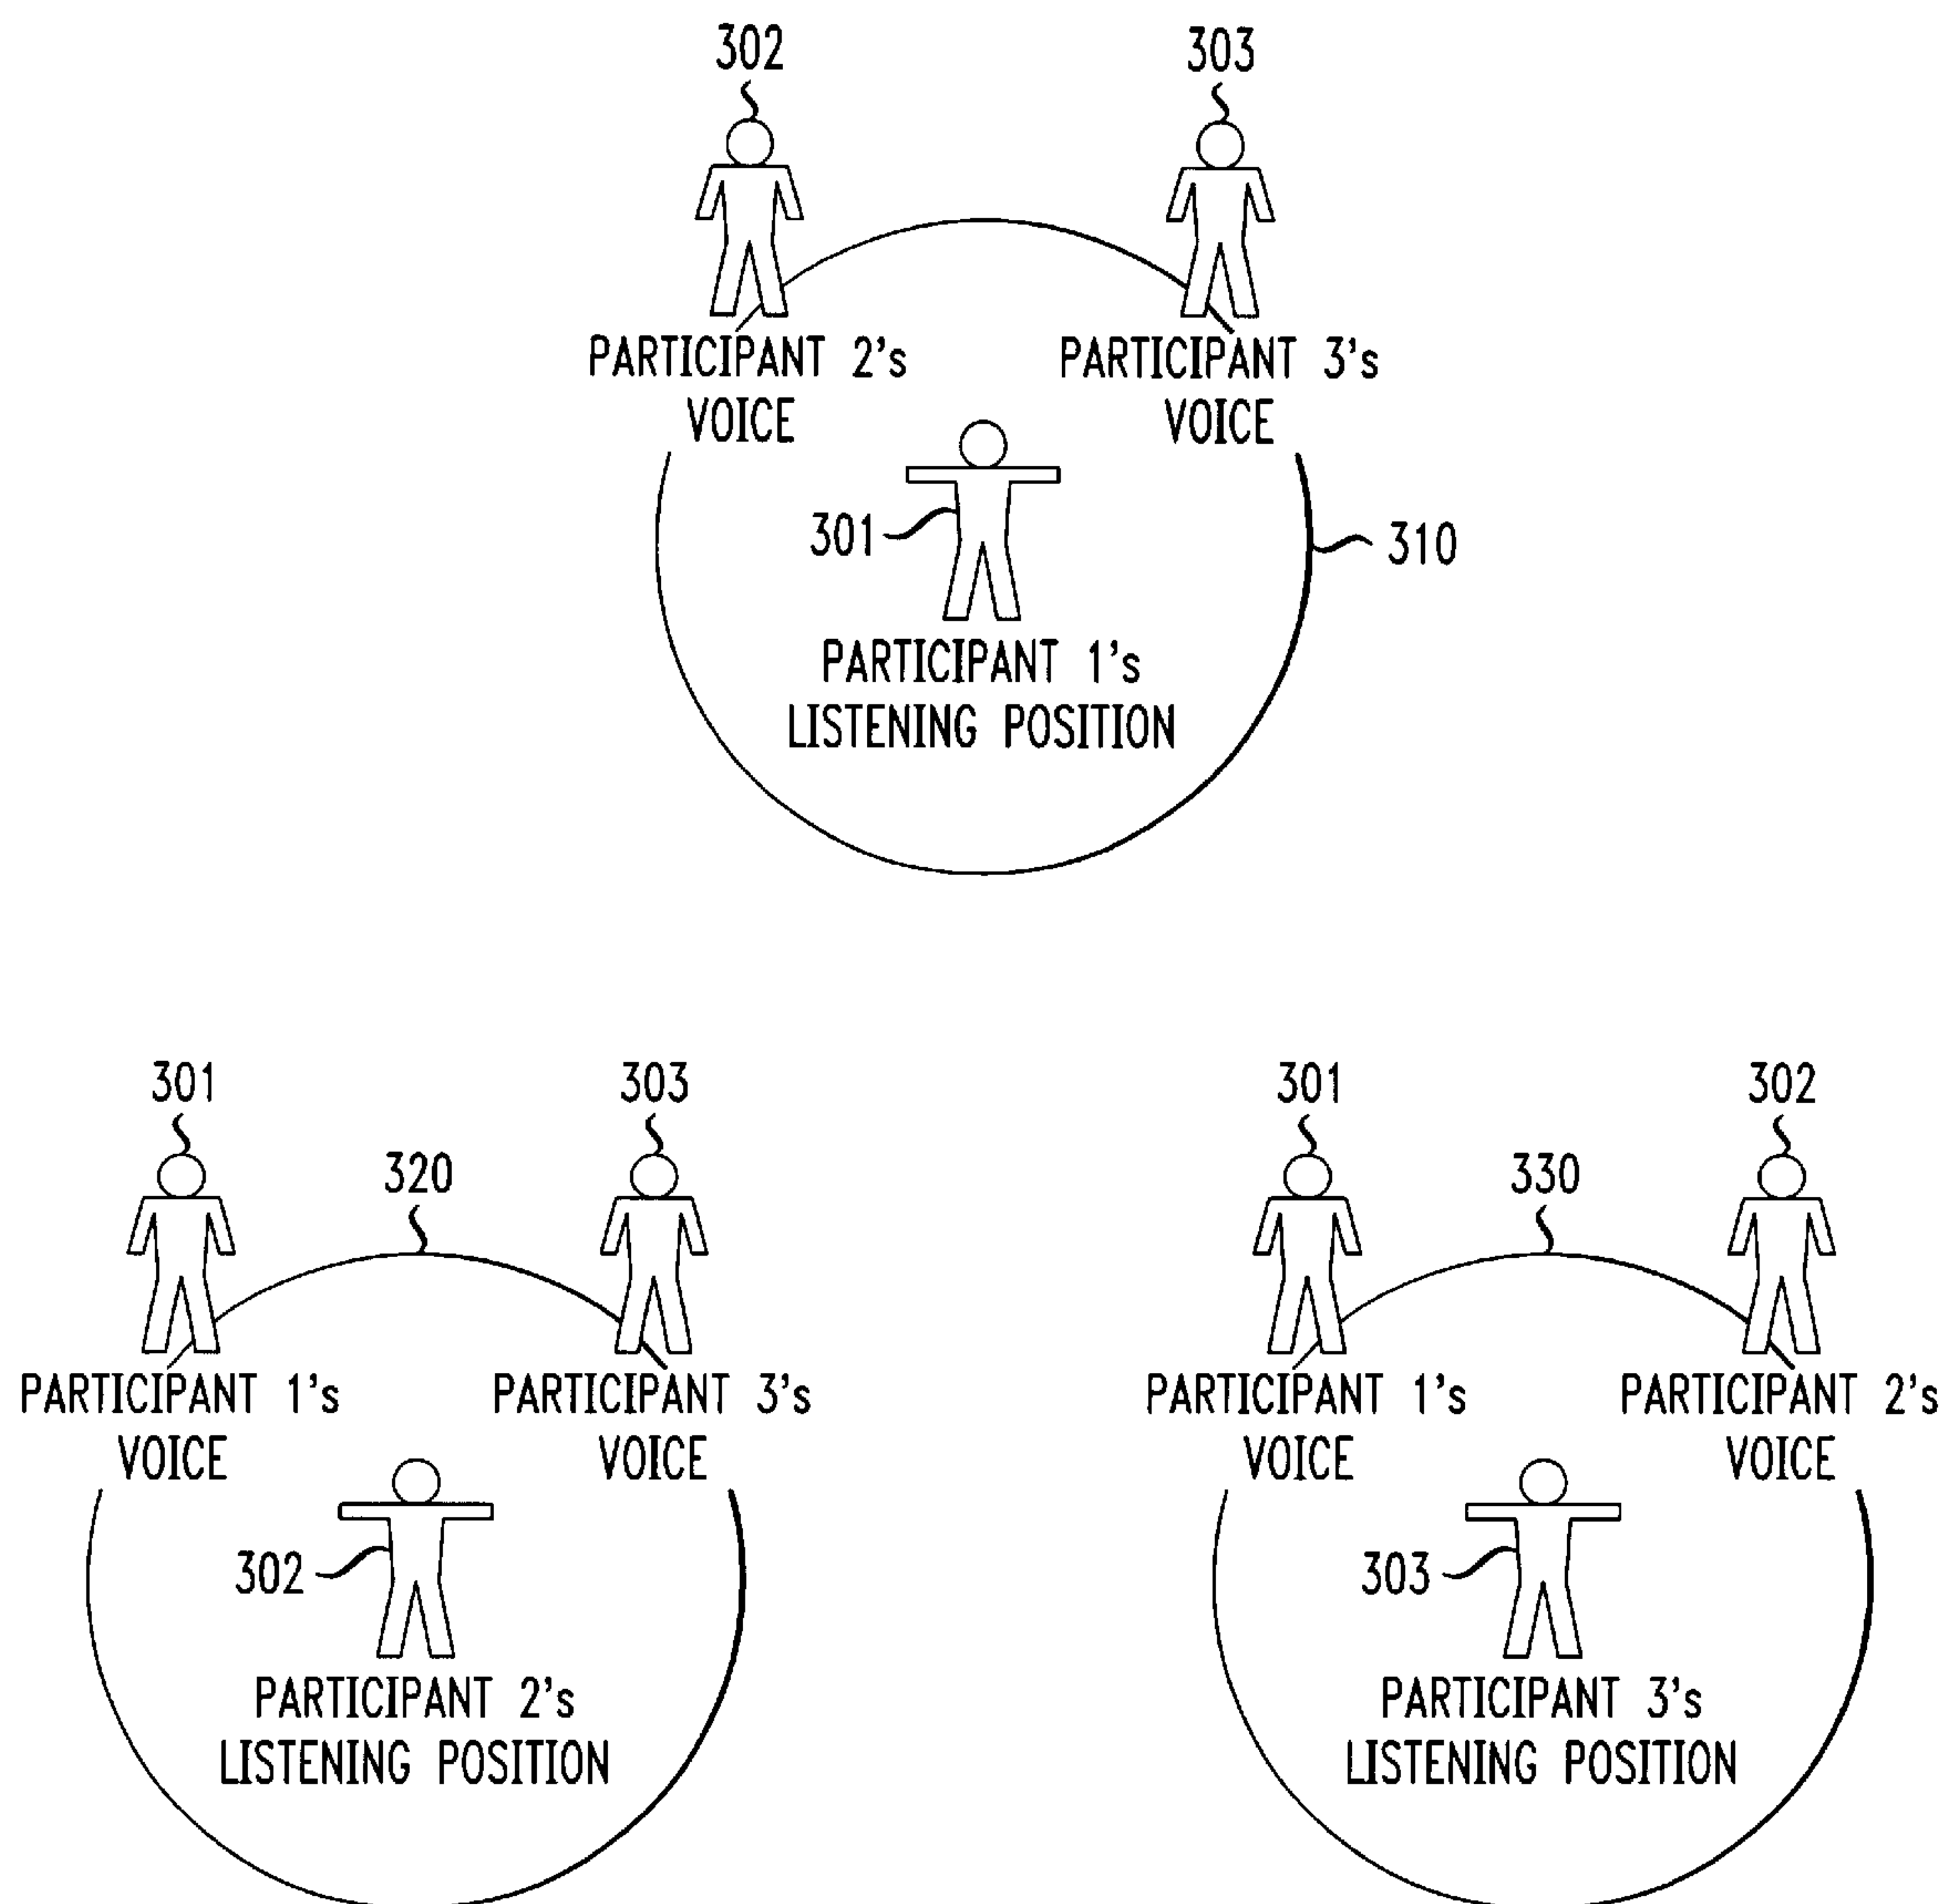 302
303
PARTICIPANT 2's
VOICE
PARTICIPANT 3's
VOICE
301
310
PARTICIPANT 1's
LISTENING POSITION
301
303
320
PARTICIPANT 1's
VOICE
PARTICIPANT 3's
VOICE
302
PARTICIPANT 2's
LISTENING POSITION
301
302
330
PARTICIPANT 1's
VOICE
PARTICIPANT 2's
VOICE
303
PARTICIPANT 3's
LISTENING POSITION